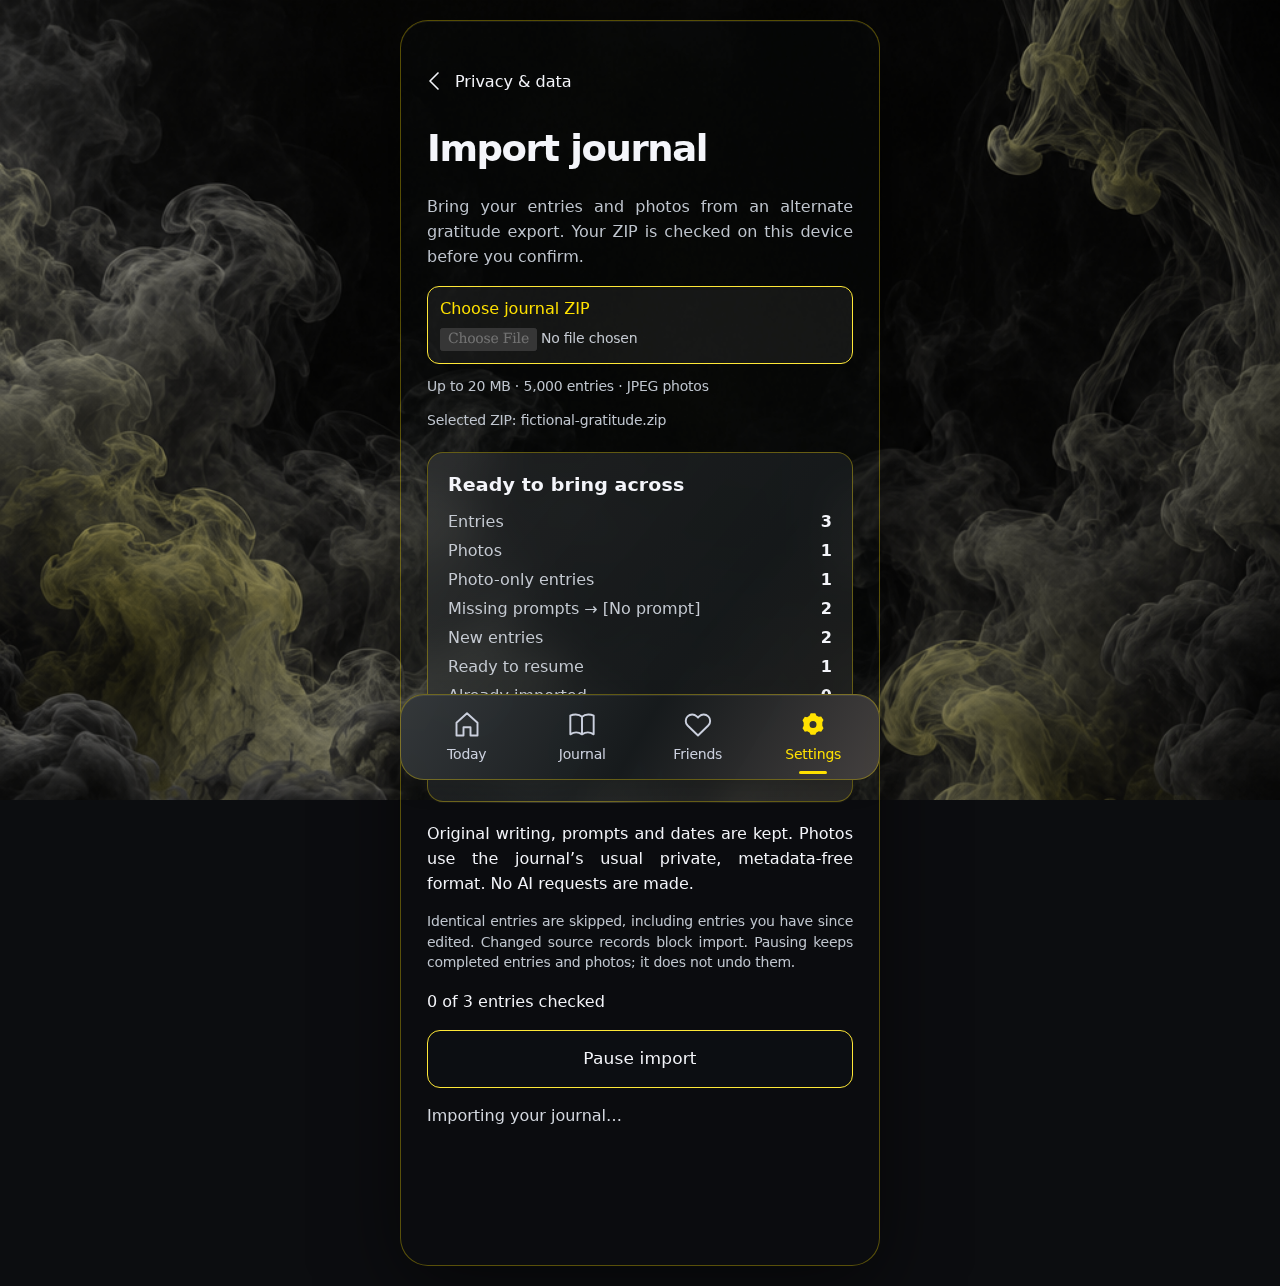 Privacy & data
Import journal
Bring your entries and photos from an alternate
gratitude export. Your ZIP is checked on this device
before you confirm.
Choose journal ZIP
Choose File No file chosen
Up to 20 MB · 5,000 entries · JPEG photos
Selected ZIP: fictional-gratitude.zip
Ready to bring across
Entries 3
Photos 1
Photo-only entries 1
Missing prompts → [No prompt] 2
New entries 2
Ready to resume 1
Already imported 0
Today Journal Friends Settings
Original writing, prompts and dates are kept. Photos
use the journal’s usual private, metadata-free
format. No AI requests are made.
Identical entries are skipped, including entries you have since
edited. Changed source records block import. Pausing keeps
completed entries and photos; it does not undo them.
0 of 3 entries checked
Pause import
Importing your journal…